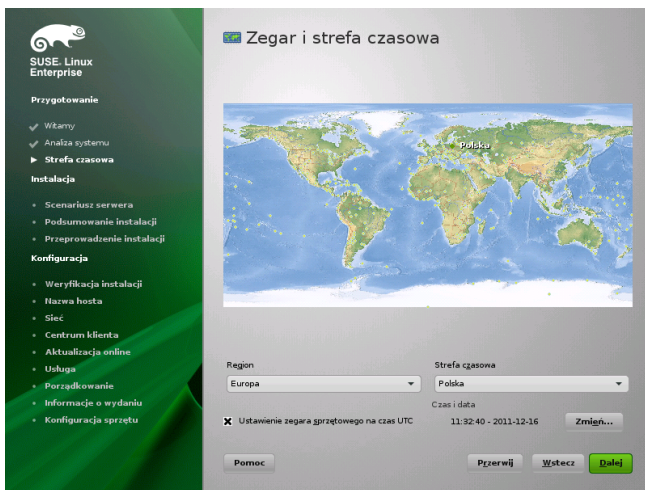 SUSE. Linux
Enterprise
Przygotowanie
Witamy
Analiza systemu
Strefa czasowa
Instalacja
Scenariusz serwera
Podsumowanie instalacji
Przeprowadzenie instalacji
Konfiguracja
Weryfikacja instalacji
Nazwa hosta
Sieć
Centrum klienta
Aktualizacja online
Usługa
Porządkowanie
Informacje o wydaniu
Konfiguracja sprzętu
Zegar i strefa czasowa
Polska
Region
Strefa czasowa
Europa
Polska
Czas i data
Ustawienie zegara sprzętowego na czas UTC
11:32:40 - 2011-12-16
Zmień...
Pomoc
Przerwij
Wstecz
Dalej